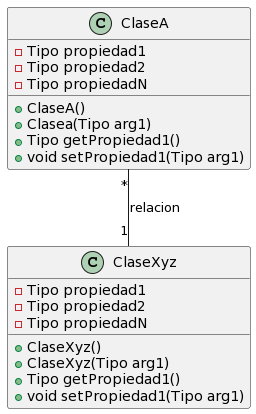 C ClaseA
Tipo propiedad1
Tipo propiedad2
Tipo propiedadN
ClaseA()
Clasea(Tipo arg1)
Tipo getPropiedad1()
void setPropiedad1(Tipo arg1)
*
relacion
1
C ClaseXyz
Tipo propiedad1
Tipo propiedad2
Tipo propiedadN
ClaseXyz()
ClaseXyz(Tipo arg1)
Tipo getPropiedad1()
void setPropiedad1(Tipo arg1)